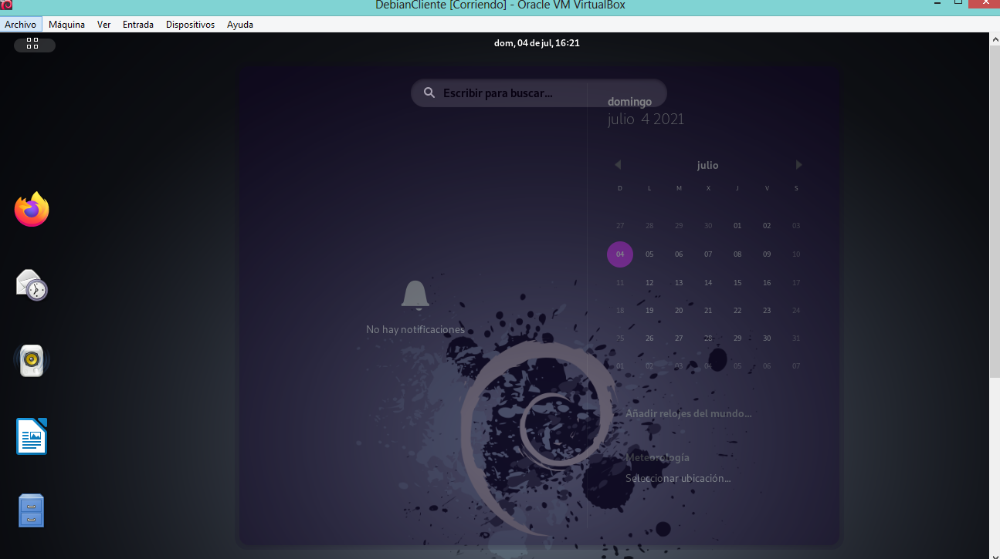 DebianCliente [Corriendo] - Oracle VM VirtualBox
Archivo Máquina Ver Entrada Dispositivos Ayuda
dom, 04 de jul, 16:21
Escribir para buscar...
domingo
julio 4 2021
julio
D L M X J V S
27 28 29 30 01 02 03
04 05 06 07 08 09 10
11 12 13 14 15 16 17
18 19 20 21 22 23 24
25 26 27 28 29 30 31
01 02 03 04 05 06 07
No hay notificaciones
Añadir relojes del mundo...
Meteorología
Seleccionar ubicación...